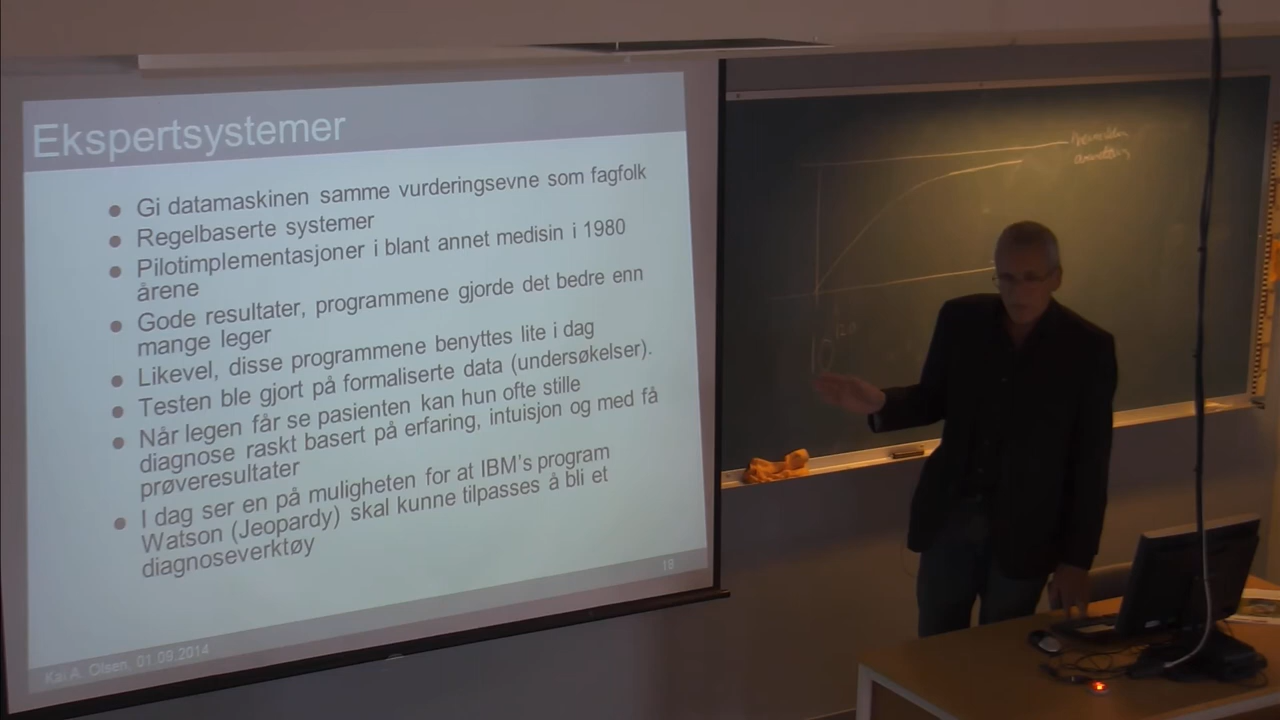 Ekspertsystemer
Gi datamaskinen samme vurderingsevne som fagfolk
Regelbaserte systemer
Pilotimplementasjoner i blant annet medisin i 1980
årene
Gode resultater, programmene gjorde det bedre enn
mange leger
Likevel, disse programmene benyttes lite i dag
Testen ble gjort på formaliserte data (undersøkelser).
Når legen får se pasienten kan hun ofte stille
diagnose raskt basert på erfaring, intuisjon og med få
prøveresultater
I dag ser en på muligheten for at IBM's program
Watson (Jeopardy) skal kunne tilpasses å bli et
diagnoseverktøy
18
Kai A. Olsen, 01.09.2014